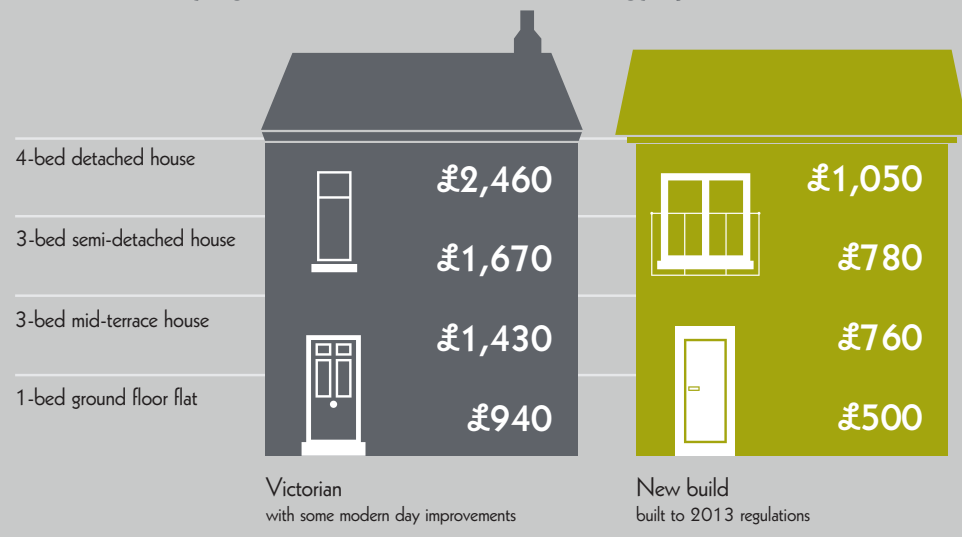 4-bed detached house £2,460 £1,050
3-bed semi-detached house £1,670 £780
3-bed mid-terrace house £1,430 £760
1-bed ground floor flat £940 £500
Victorian
with some modern day improvements
New build
built to 2013 regulations